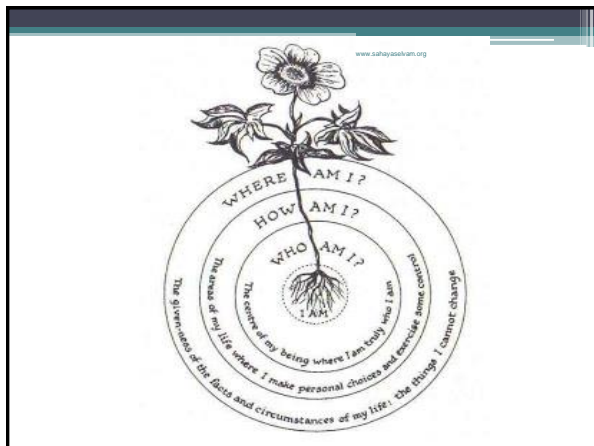 www.sahayaselvam.org
WHERE AM I?
HOW AM I?
WHO AM I?
I AM
The centre of my being where I am truly who I am
The areas of my life where I make personal choices and exercise some control
The given-ness of the facts and circumstances of my life: the things I cannot change